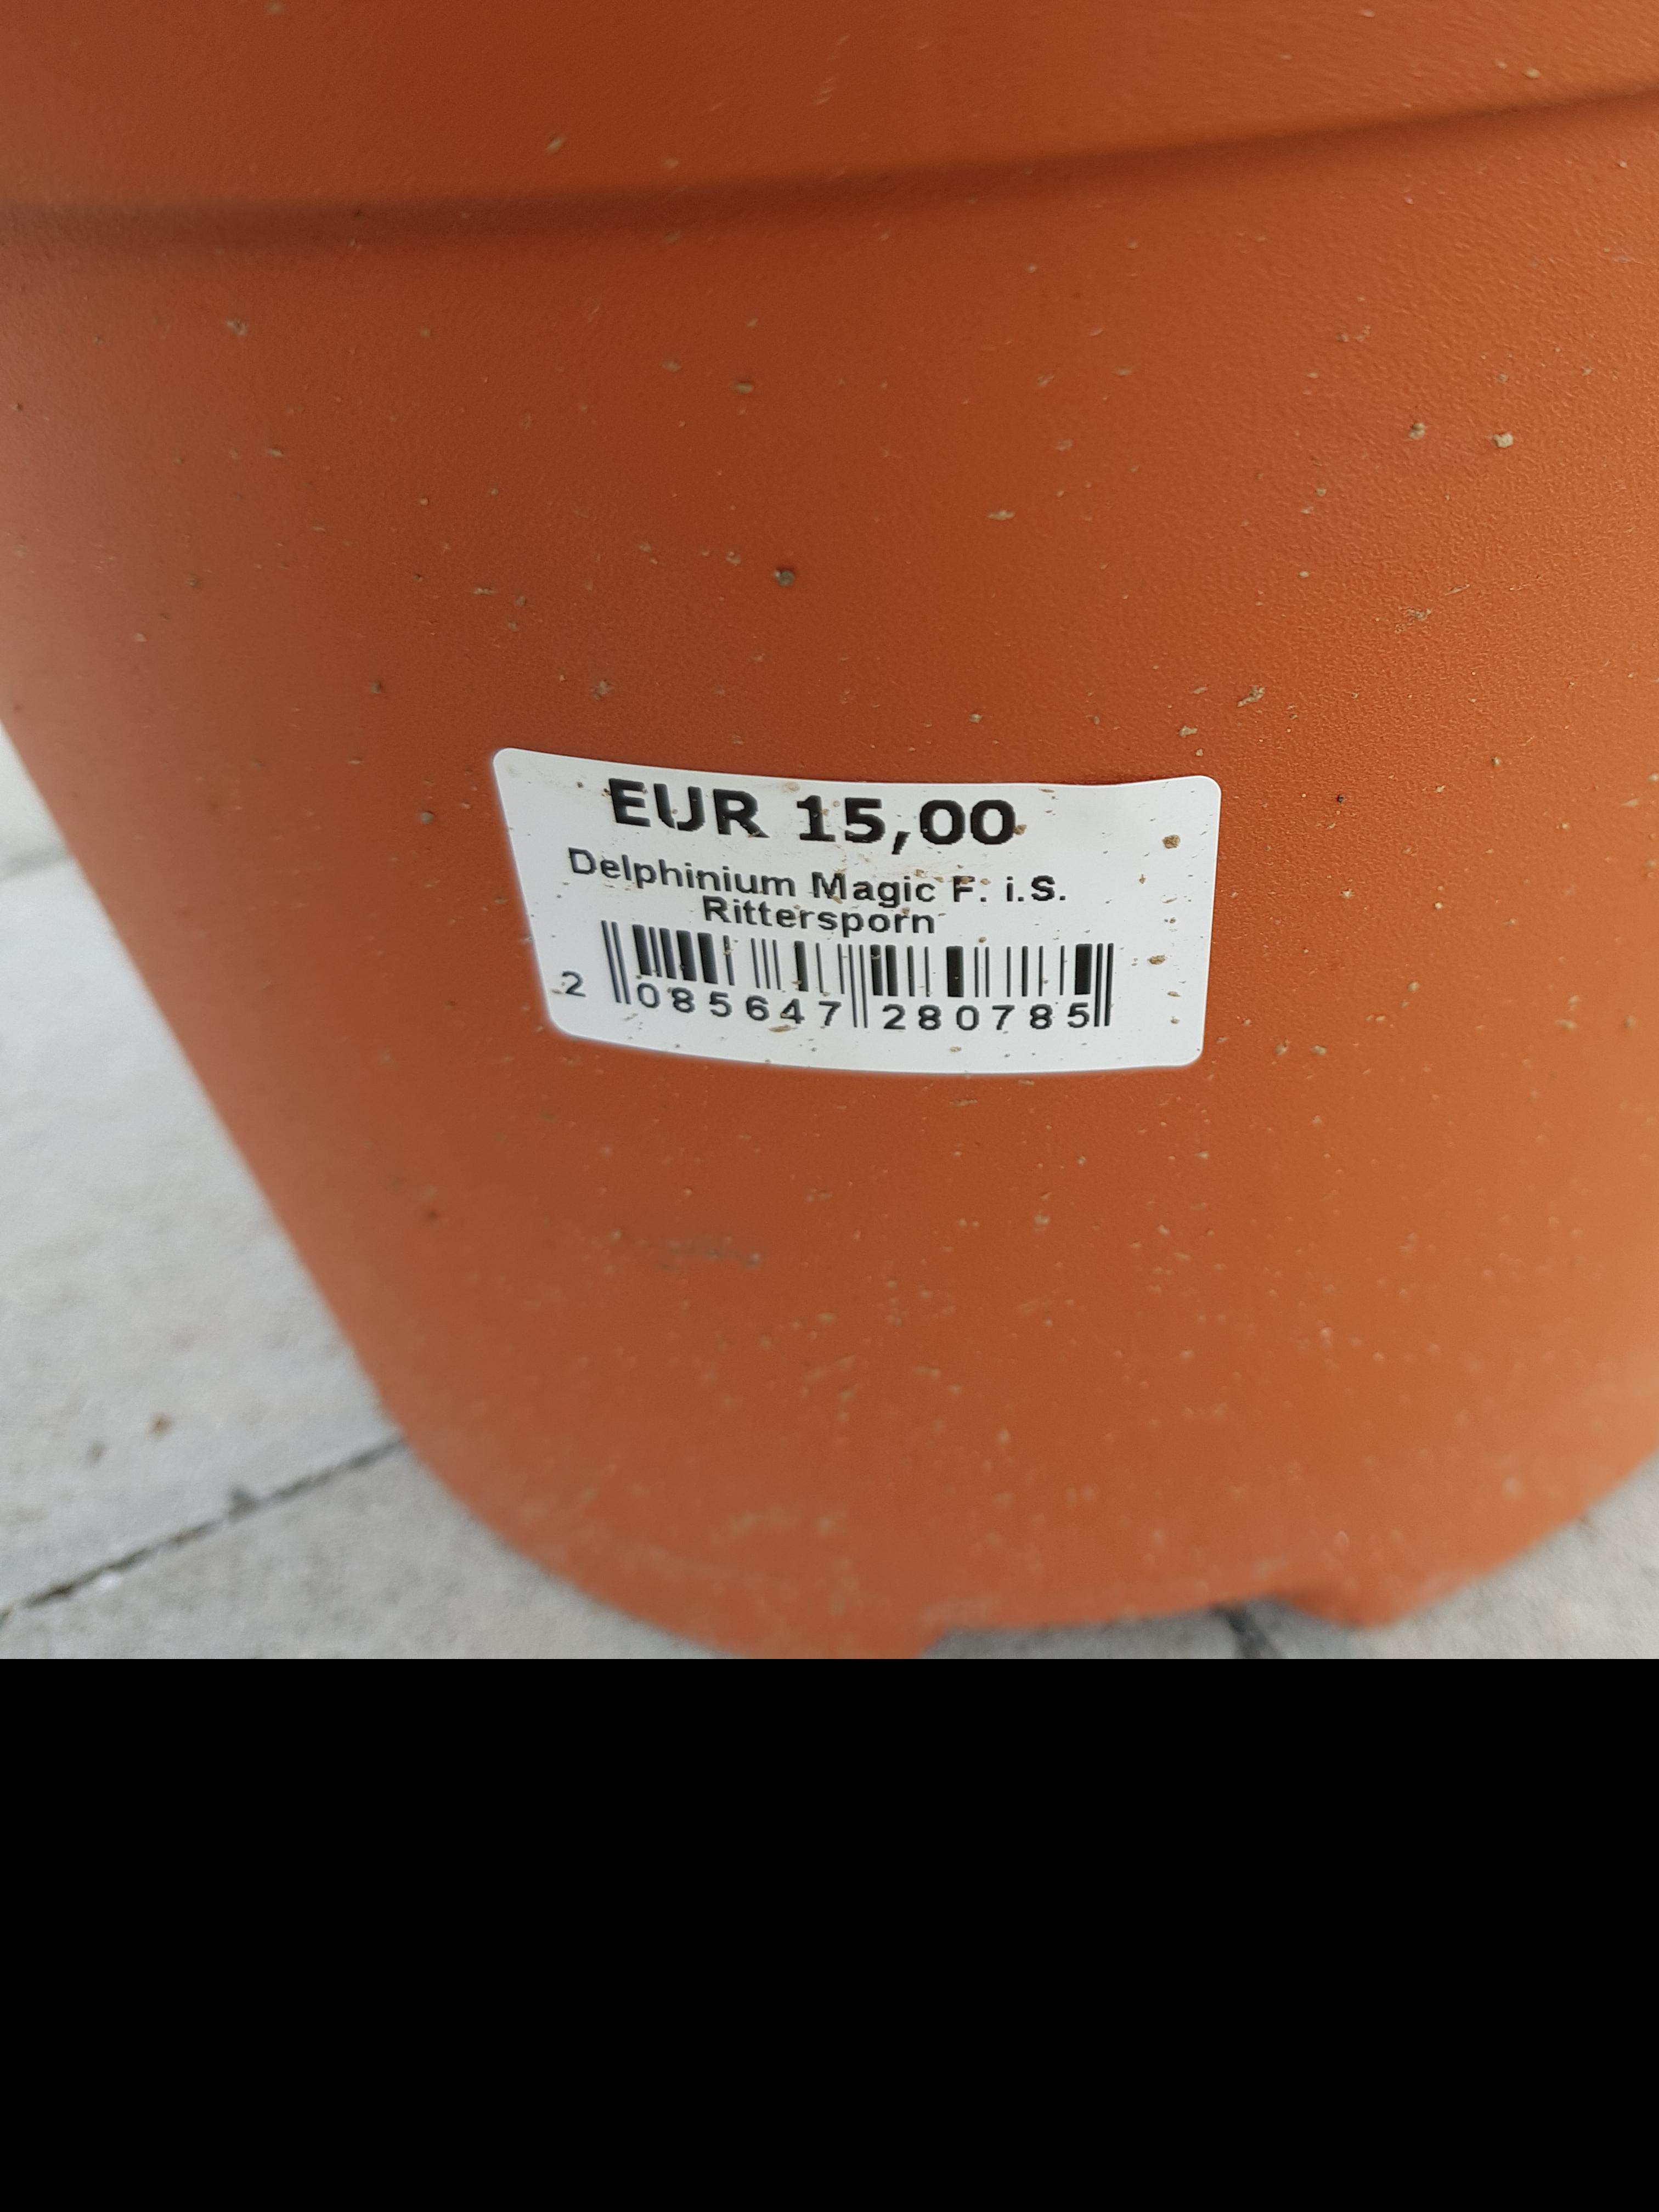 EUR 15,00
Delphinium Magic F. i.S.
Rittersporn
2 085647 280785